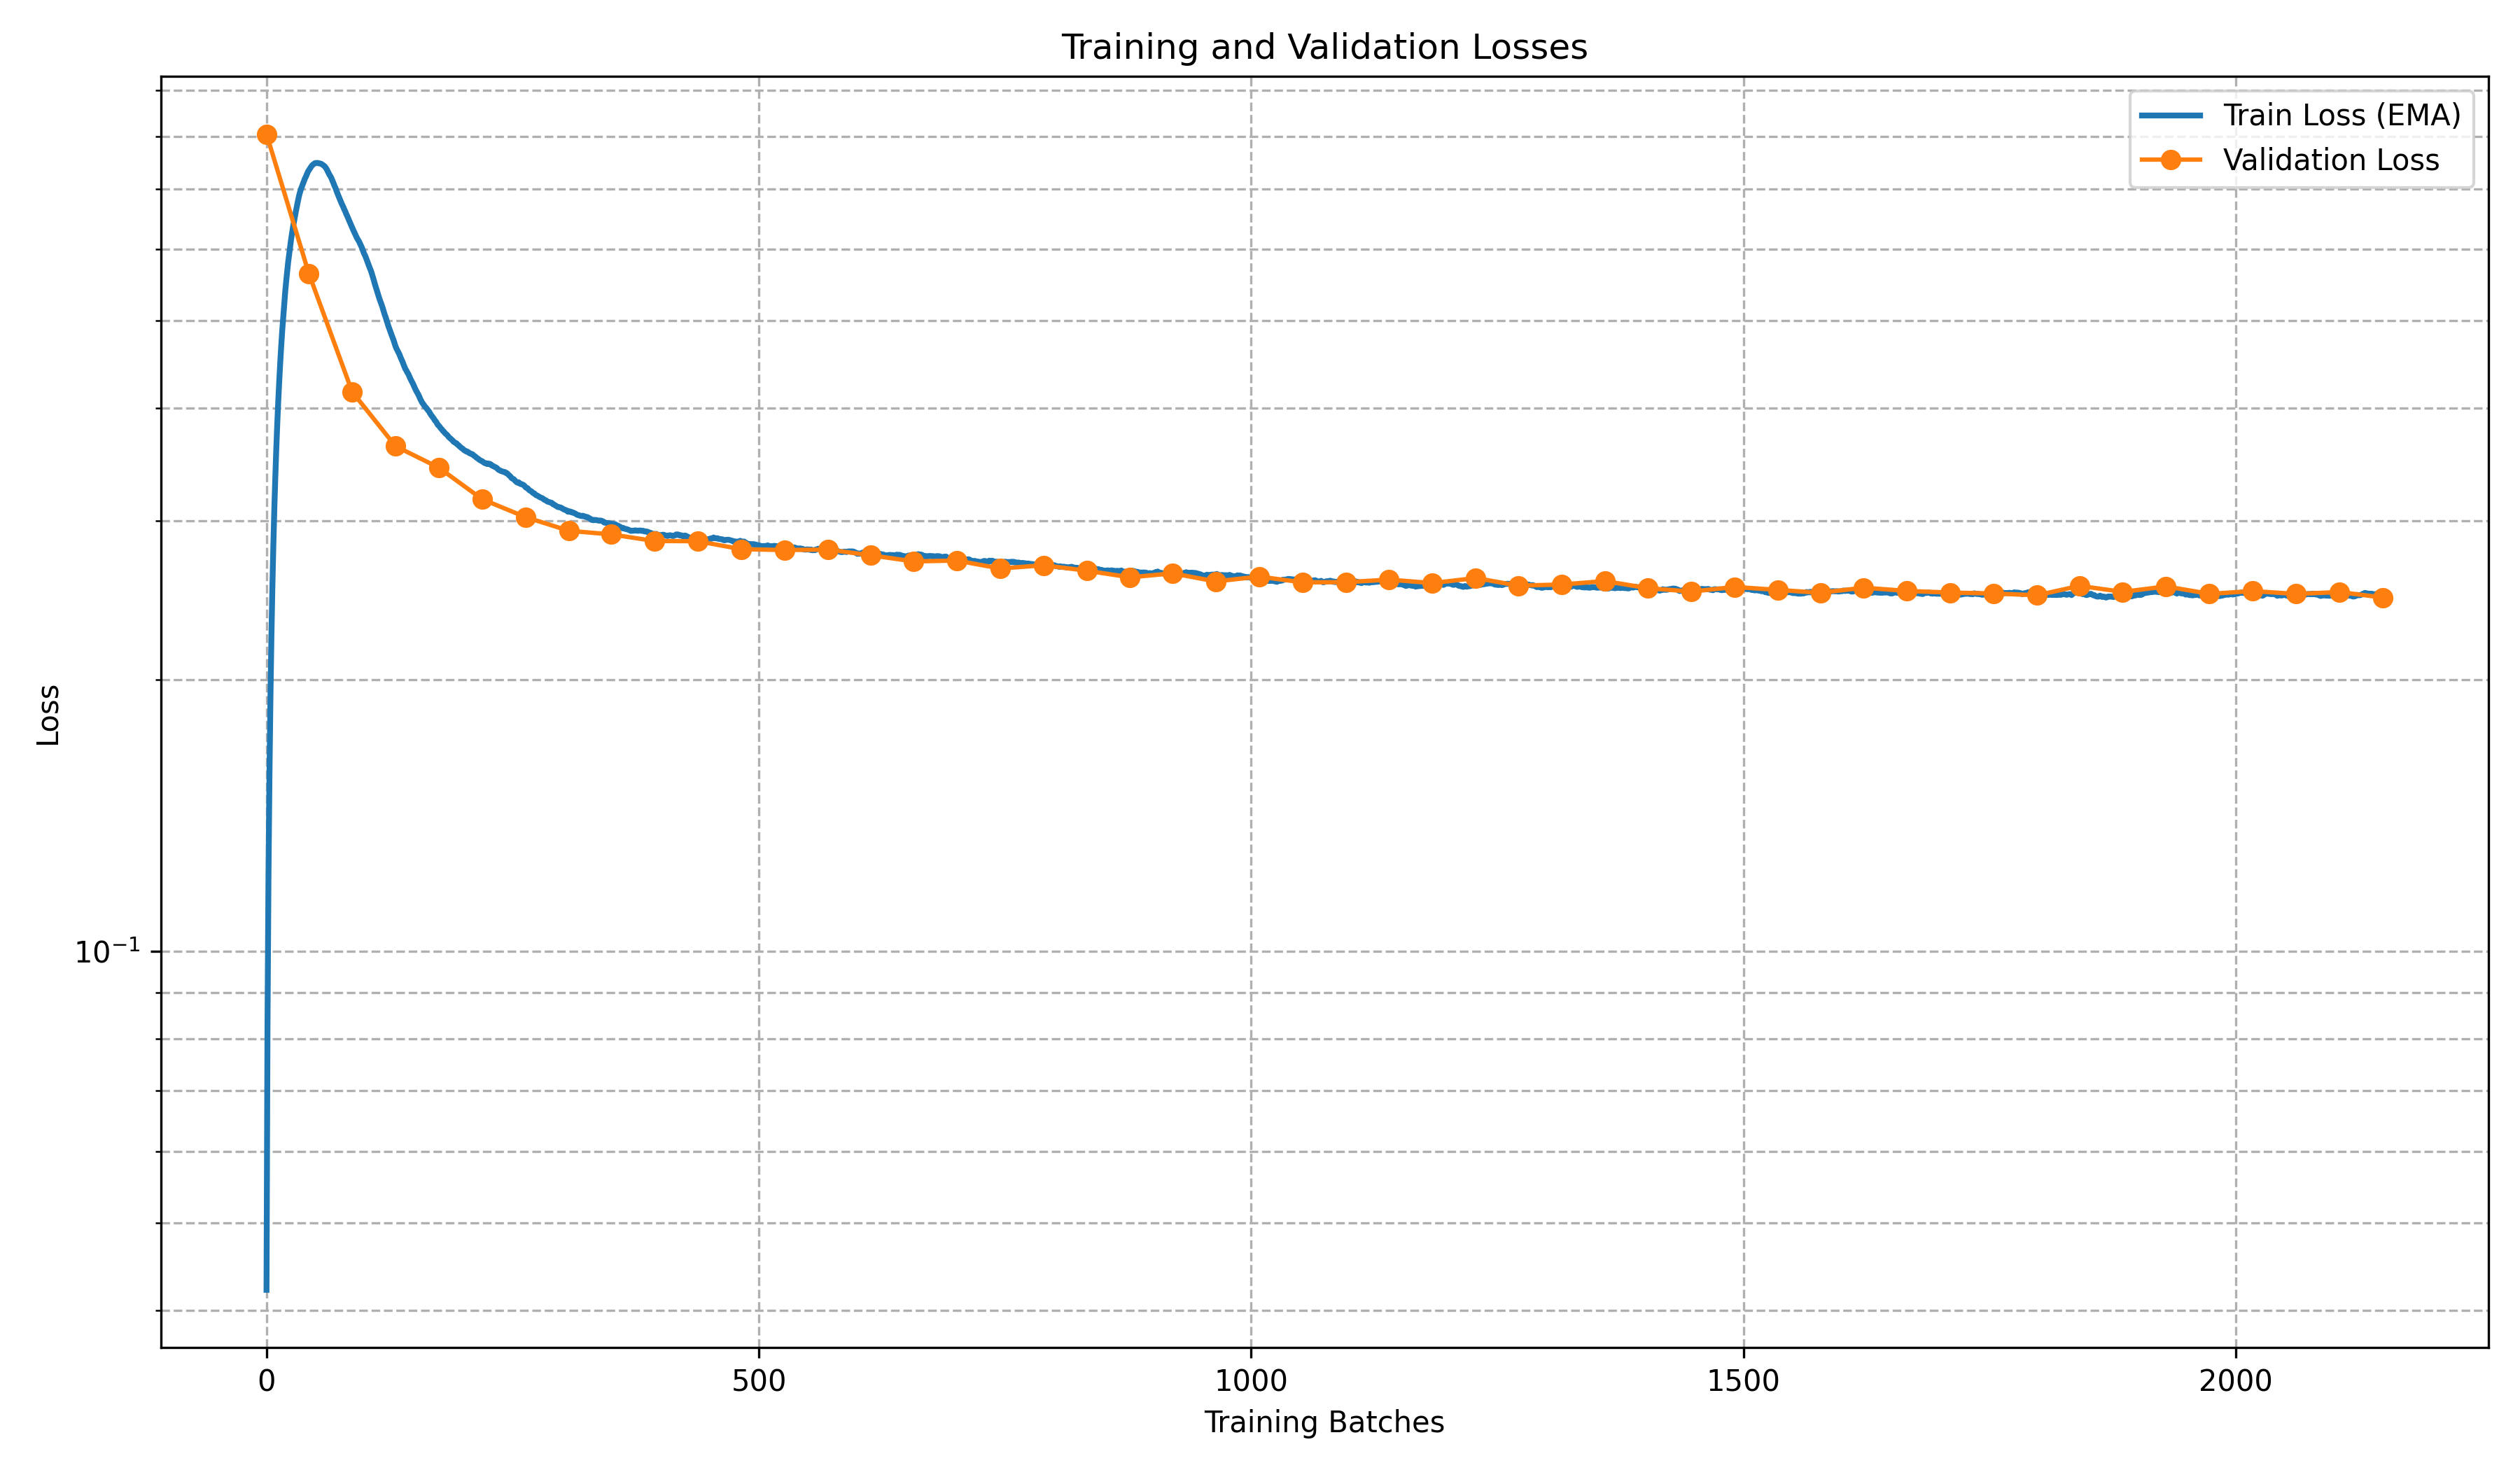 Training and Validation Losses
Train Loss (EMA)
Validation Loss
Loss
10⁻¹
0 500 1000 1500 2000
Training Batches